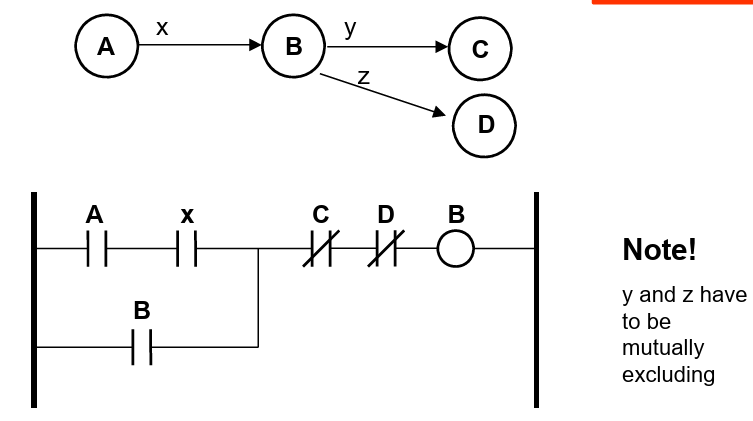 x
y
A
B
C
z
D
A
x
C
D
B
B
Note!
y and z have
to be
mutually
excluding